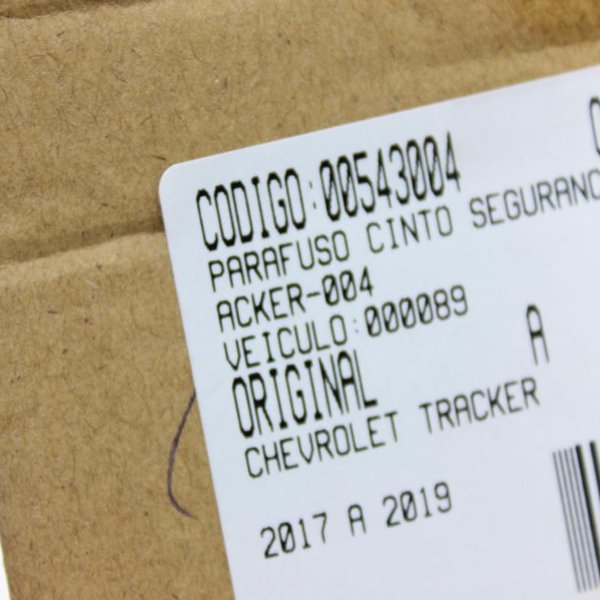 CODIGO:00543004
PARAFUSO CINTO SEGURANC
ACKER-004
VEICULO:000089
ORIGINAL A
CHEVROLET TRACKER
2017 A 2019